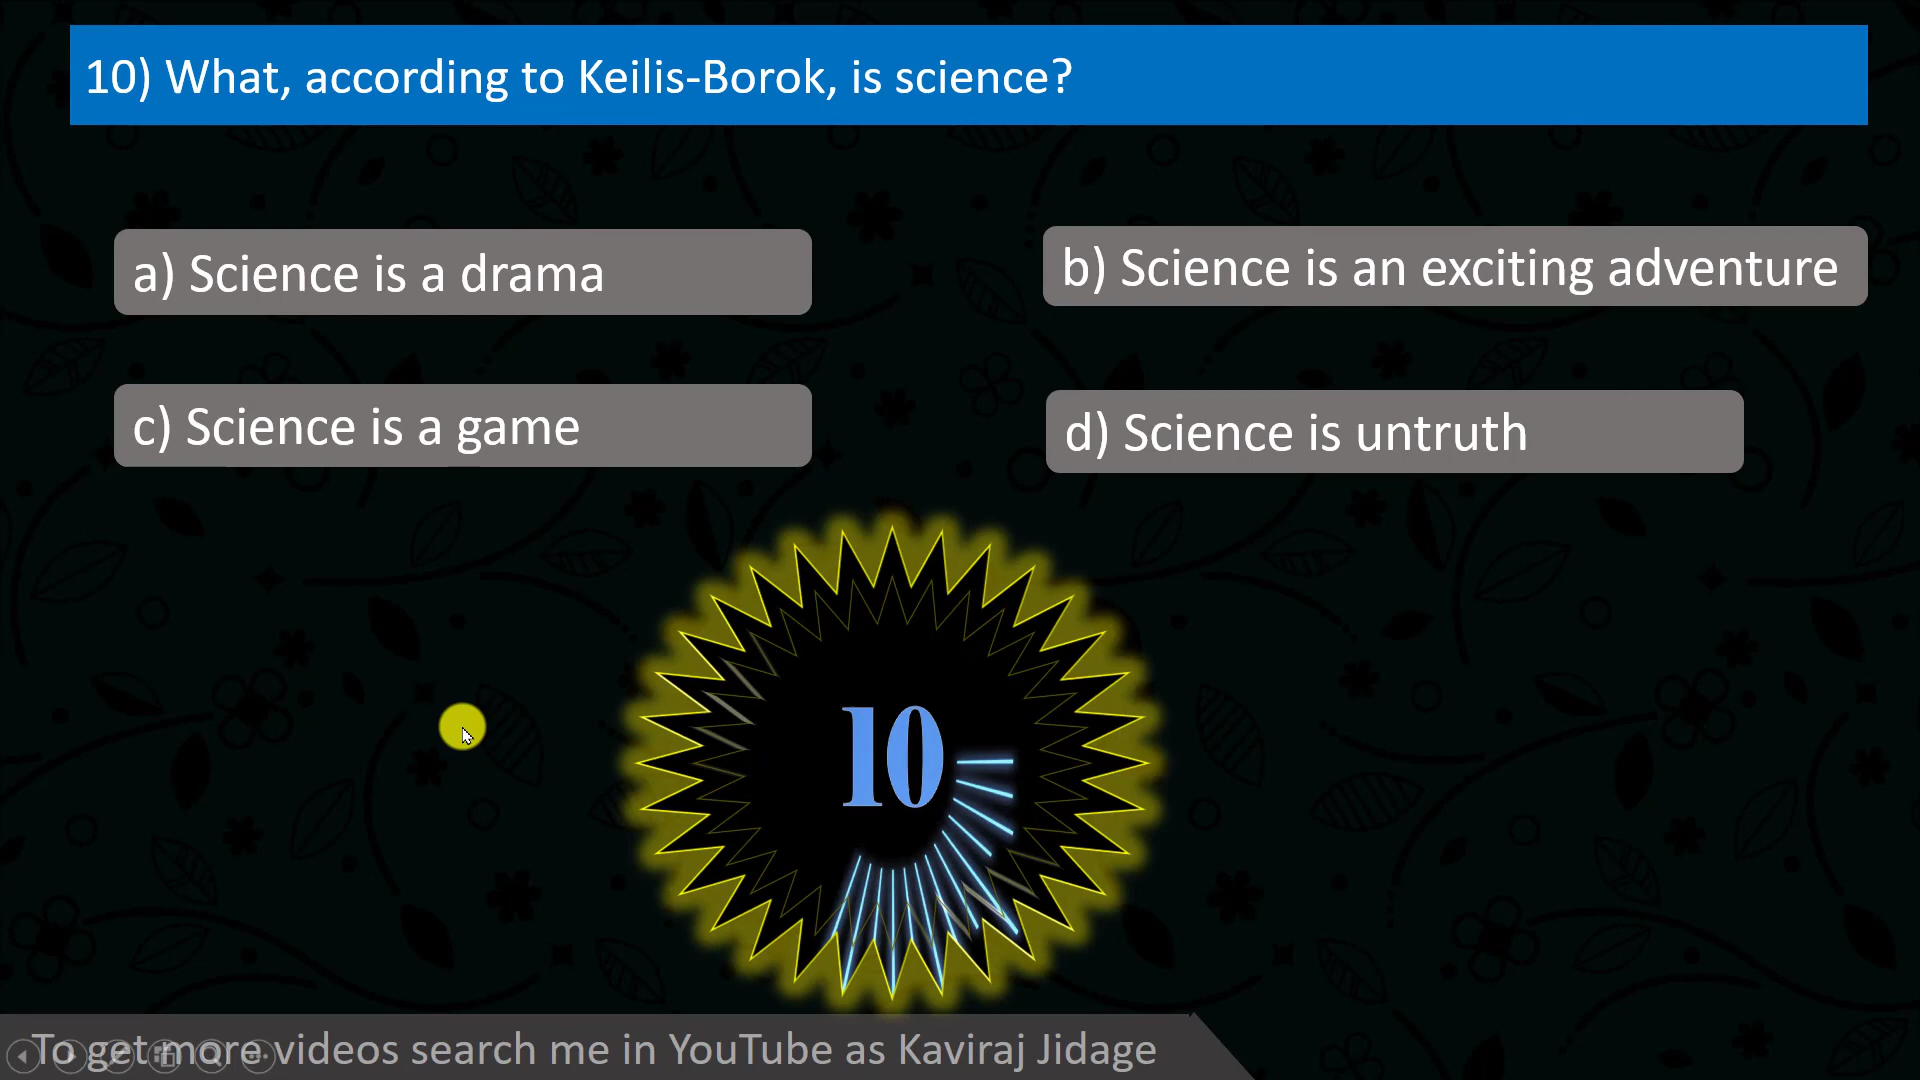 10) What, according to Keilis-Borok, is science?
a) Science is a drama
b) Science is an exciting adventure
c) Science is a game
d) Science is untruth
10
To get more videos search me in YouTube as Kaviraj Jidage